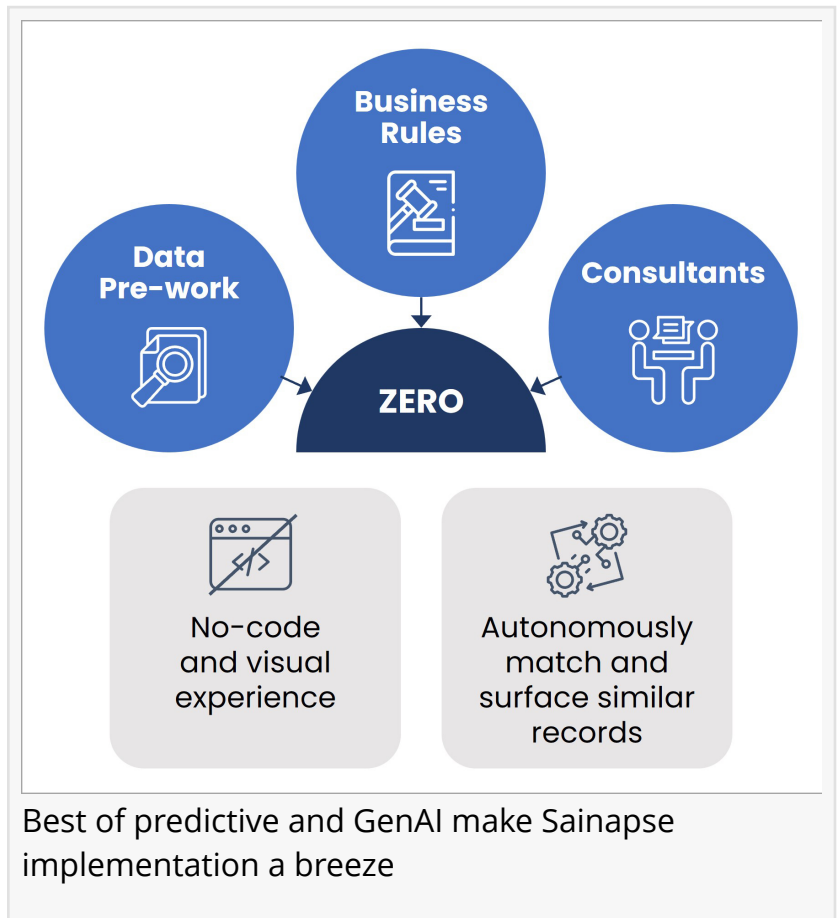 Business
Rules
Data
Pre-work
Consultants
ZERO
No-code
and visual
experience
Autonomously
match and
surface similar
records
Best of predictive and GenAI make Sainapse
implementation a breeze